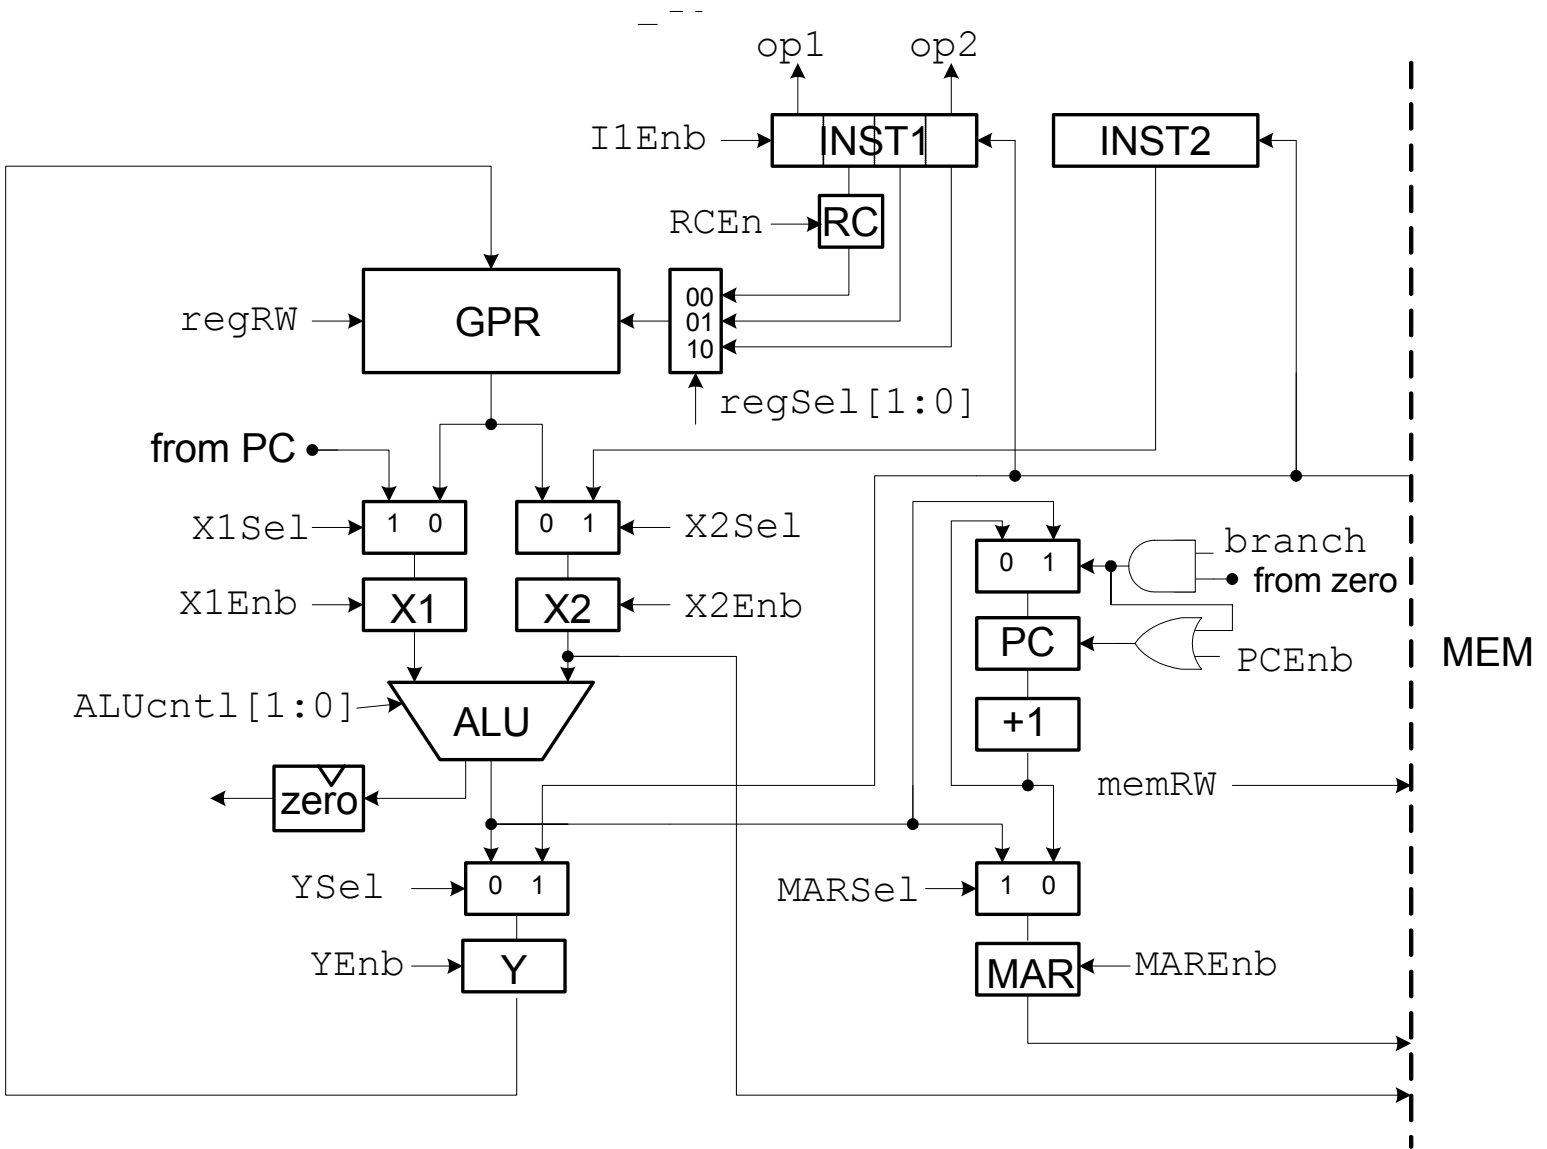 op1 op2
I1Enb INST1 INST2
RCEn RC
regRW GPR 00
01
10
regSel[1:0]
from PC
X1Sel 1 0 0 1 X2Sel
branch
0 1
from zero
X1Enb X1 X2 X2Enb
PC PCEnb
MEM
ALUcntl[1:0] ALU +1
zero memRW
YSel 0 1 MARSel 1 0
YEnb Y MAR MAREnb